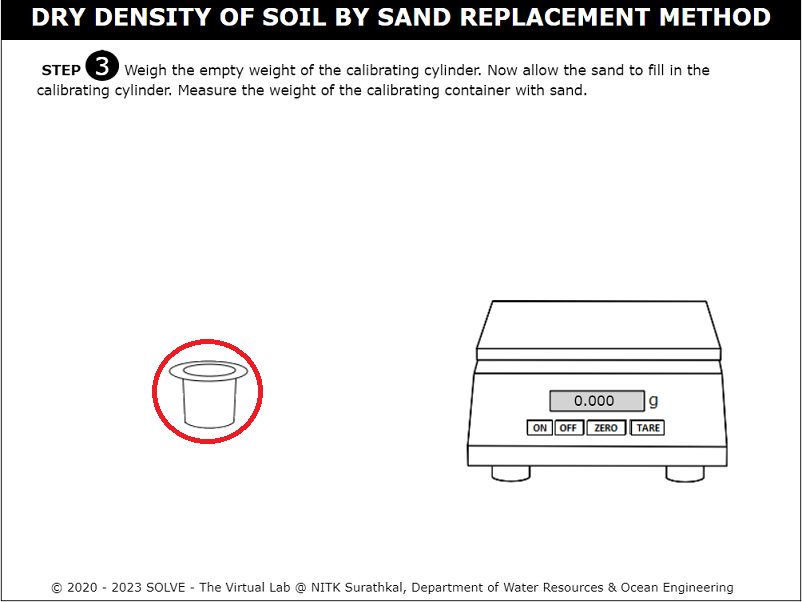 DRY DENSITY OF SOIL BY SAND REPLACEMENT METHOD
STEP 3 Weigh the empty weight of the calibrating cylinder. Now allow the sand to fill in the
calibrating cylinder. Measure the weight of the calibrating container with sand.
0.000 g
ON OFF ZERO TARE
© 2020 - 2023 SOLVE - The Virtual Lab @ NITK Surathkal, Department of Water Resources & Ocean Engineering